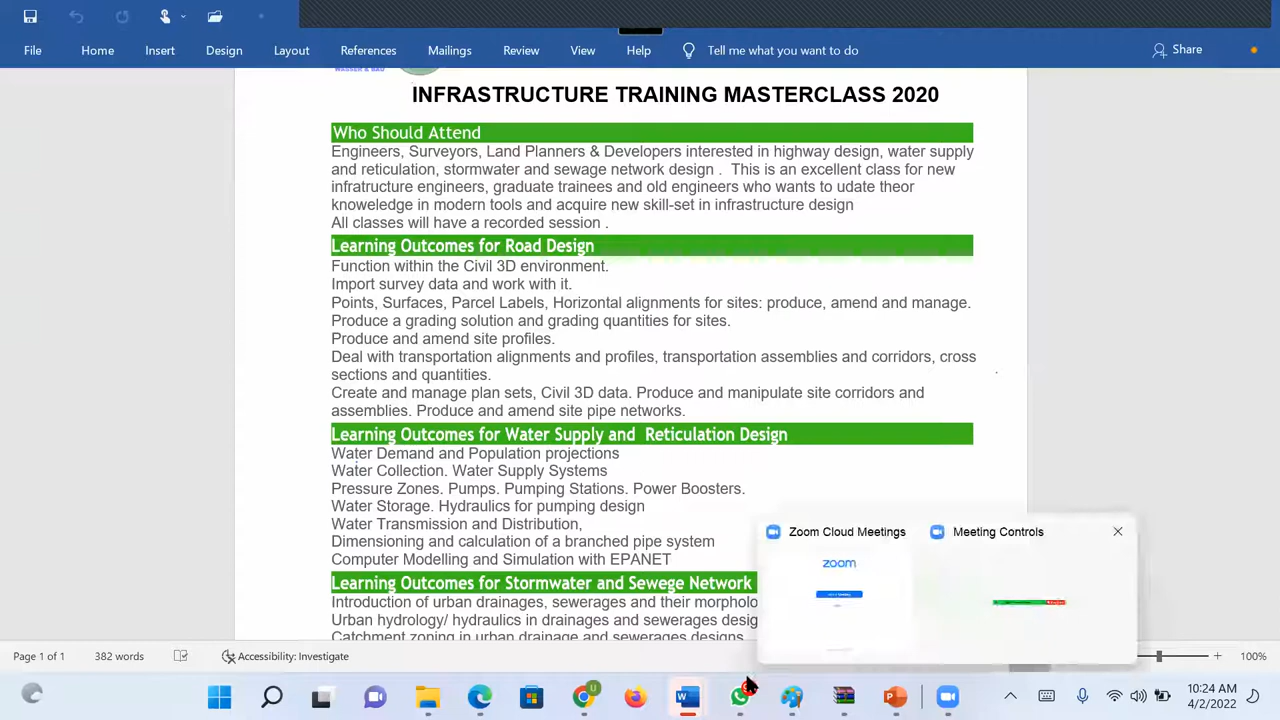 File Home Insert Design Layout References Mailings Review View Help Tell me what you want to do Share
WASSER & BAU
INFRASTRUCTURE TRAINING MASTERCLASS 2020
Who Should Attend
Engineers, Surveyors, Land Planners & Developers interested in highway design, water supply
and reticulation, stormwater and sewage network design . This is an excellent class for new
infratructure engineers, graduate trainees and old engineers who wants to udate theor
knoweledge in modern tools and acquire new skill-set in infrastructure design
All classes will have a recorded session .
Learning Outcomes for Road Design
Function within the Civil 3D environment.
Import survey data and work with it.
Points, Surfaces, Parcel Labels, Horizontal alignments for sites: produce, amend and manage.
Produce a grading solution and grading quantities for sites.
Produce and amend site profiles.
Deal with transportation alignments and profiles, transportation assemblies and corridors, cross
sections and quantities.
Create and manage plan sets, Civil 3D data. Produce and manipulate site corridors and
assemblies. Produce and amend site pipe networks.
Learning Outcomes for Water Supply and Reticulation Design
Water Demand and Population projections
Water Collection. Water Supply Systems
Pressure Zones. Pumps. Pumping Stations. Power Boosters.
Water Storage. Hydraulics for pumping design
Water Transmission and Distribution,
Dimensioning and calculation of a branched pipe system
Computer Modelling and Simulation with EPANET
Learning Outcomes for Stormwater and Sewege Network
Introduction of urban drainages, sewerages and their morpholo
Urban hydrology/ hydraulics in drainages and sewerages desig
Catchment zoning in urban drainage and sewerages designs
Zoom Cloud Meetings Meeting Controls
zoom
Page 1 of 1 382 words Accessibility: Investigate 100%
10:24 AM
4/2/2022